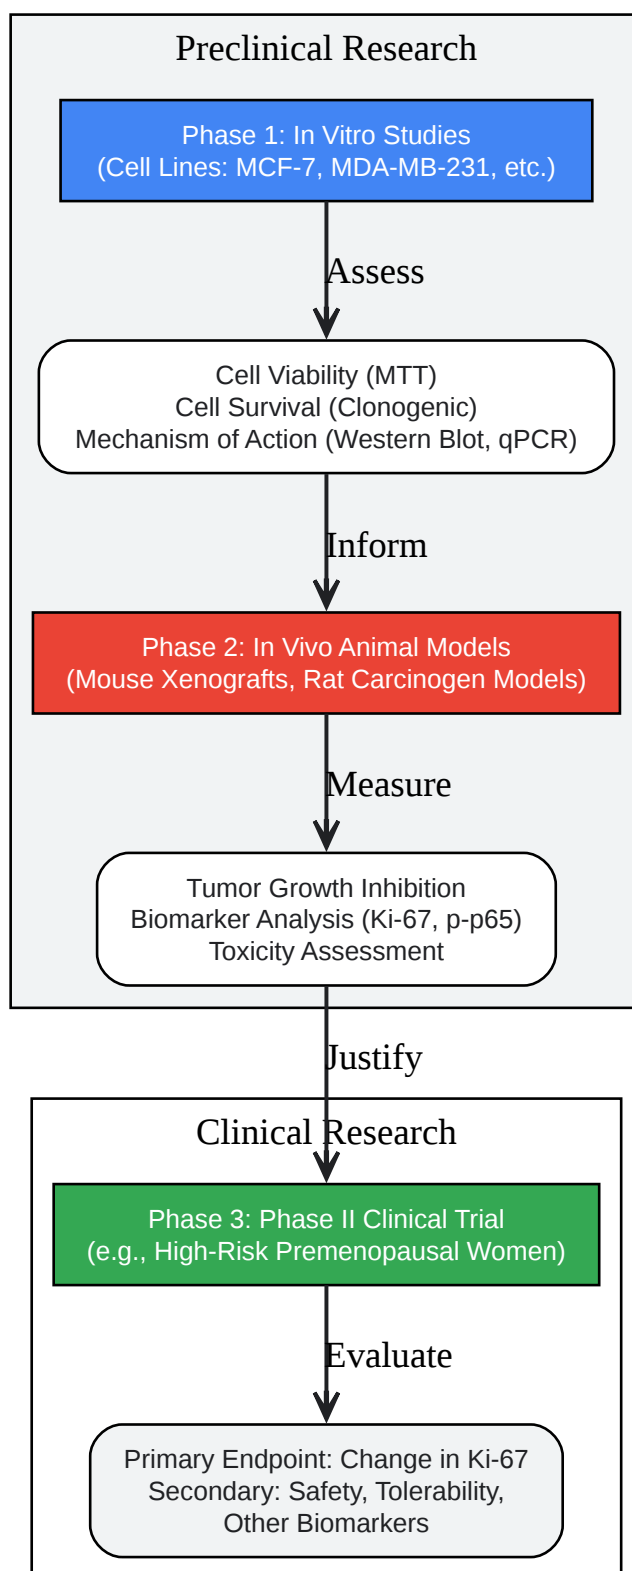 Preclinical Research
Phase 1: In Vitro Studies
(Cell Lines: MCF-7, MDA-MB-231, etc.)
Assess
Cell Viability (MTT)
Cell Survival (Clonogenic)
Mechanism of Action (Western Blot, qPCR)
Inform
Phase 2: In Vivo Animal Models
(Mouse Xenografts, Rat Carcinogen Models)
Measure
Tumor Growth Inhibition
Biomarker Analysis (Ki-67, p-p65)
Toxicity Assessment
Justify
Clinical Research
Phase 3: Phase II Clinical Trial
(e.g., High-Risk Premenopausal Women)
Evaluate
Primary Endpoint: Change in Ki-67
Secondary: Safety, Tolerability,
Other Biomarkers